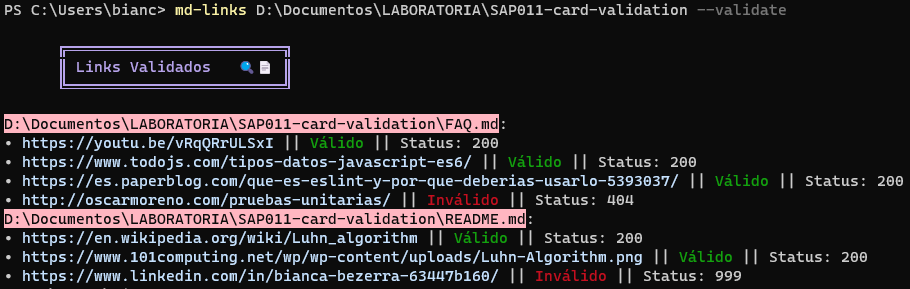 PS C:\Users\bianc> md-links D:\Documentos\LABORATORIA\SAP011-card-validation --validate
Links Validados 🔍📄
D:\Documentos\LABORATORIA\SAP011-card-validation\FAQ.md:
• https://youtu.be/vRqQRrULSxI || Válido || Status: 200
• https://www.todojs.com/tipos-datos-javascript-es6/ || Válido || Status: 200
• https://es.paperblog.com/que-es-eslint-y-por-que-deberias-usarlo-5393037/ || Válido || Status: 200
• http://oscarmoreno.com/pruebas-unitarias/ || Inválido || Status: 404
D:\Documentos\LABORATORIA\SAP011-card-validation\README.md:
• https://en.wikipedia.org/wiki/Luhn_algorithm || Válido || Status: 200
• https://www.101computing.net/wp/wp-content/uploads/Luhn-Algorithm.png || Válido || Status: 200
• https://www.linkedin.com/in/bianca-bezerra-63447b160/ || Inválido || Status: 999